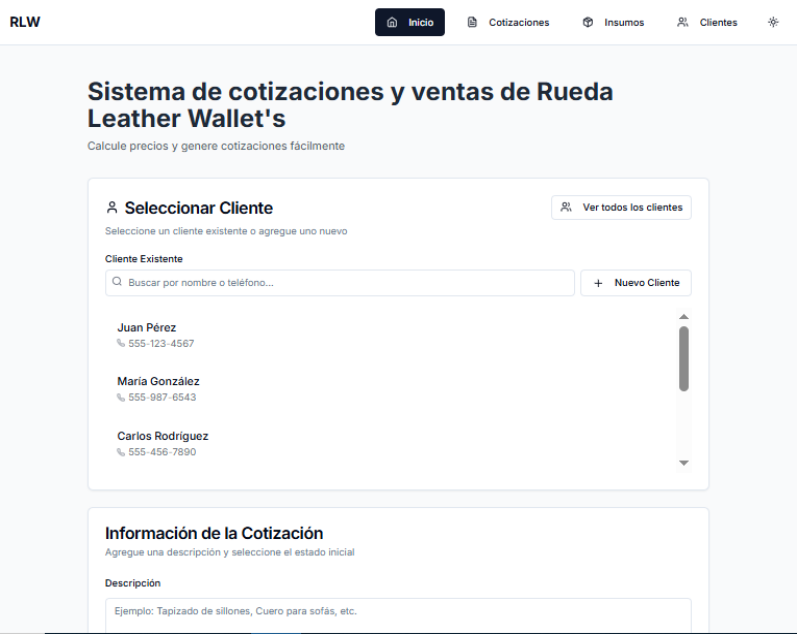 RLW
Inicio
Cotizaciones
Insumos
Clientes
Sistema de cotizaciones y ventas de Rueda
Leather Wallet's
Calcule precios y genere cotizaciones fácilmente
Seleccionar Cliente
Ver todos los clientes
Seleccione un cliente existente o agregue uno nuevo
Cliente Existente
Buscar por nombre o teléfono...
Nuevo Cliente
Juan Pérez
555-123-4567
María González
555-987-6543
Carlos Rodríguez
555-456-7890
Información de la Cotización
Agregue una descripción y seleccione el estado inicial
Descripción
Ejemplo: Tapizado de sillones, Cuero para sofás, etc.